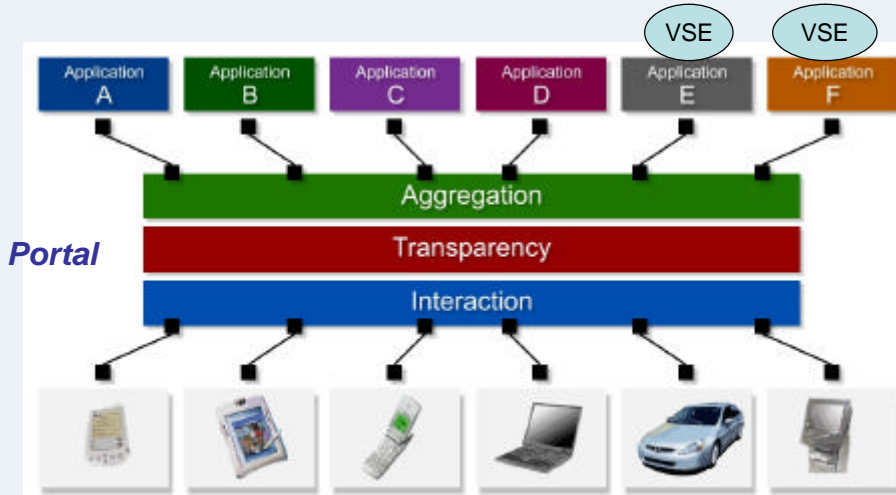 VSE
VSE
Application
A
Application
B
Application
C
Application
D
Application
E
Application
F
Aggregation
Portal
Transparency
Interaction